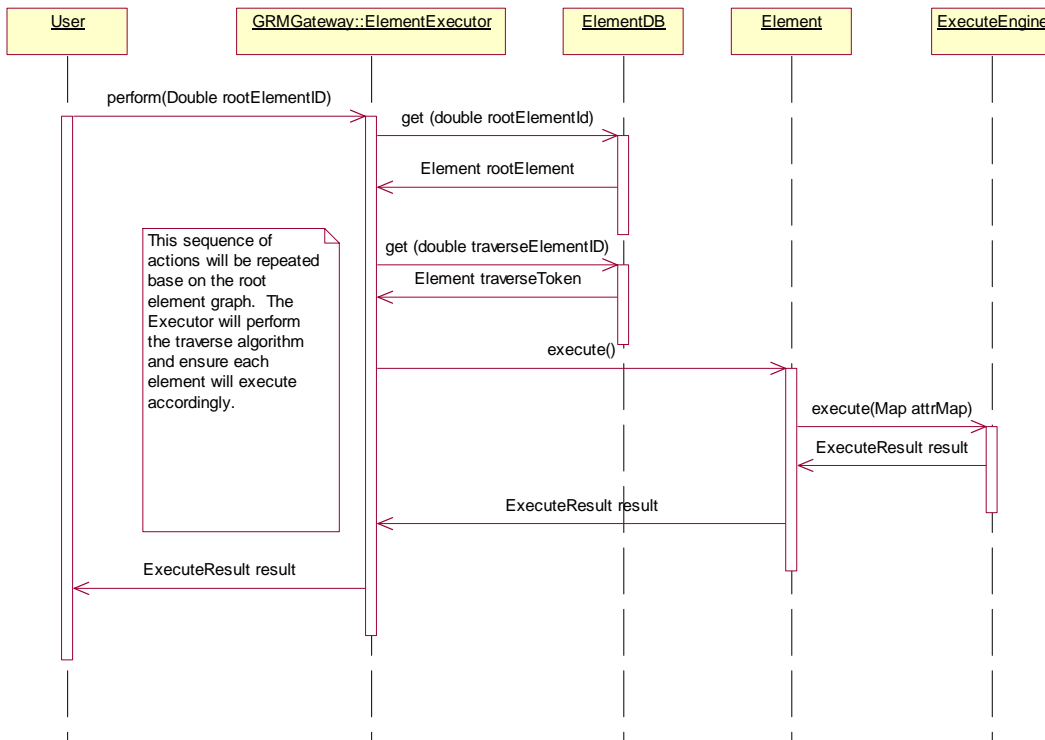 User
GRMGateway::ElementExecutor
ElementDB
Element
ExecuteEngine
perform(Double rootElementID)
get (double rootElementId)
Element rootElement
This sequence of
actions will be repeated
base on the root
element graph. The
Executor will perform
the traverse algorithm
and ensure each
element will execute
accordingly.
get (double traverseElementID)
Element traverseToken
execute()
execute(Map attrMap)
ExecuteResult result
ExecuteResult result
ExecuteResult result